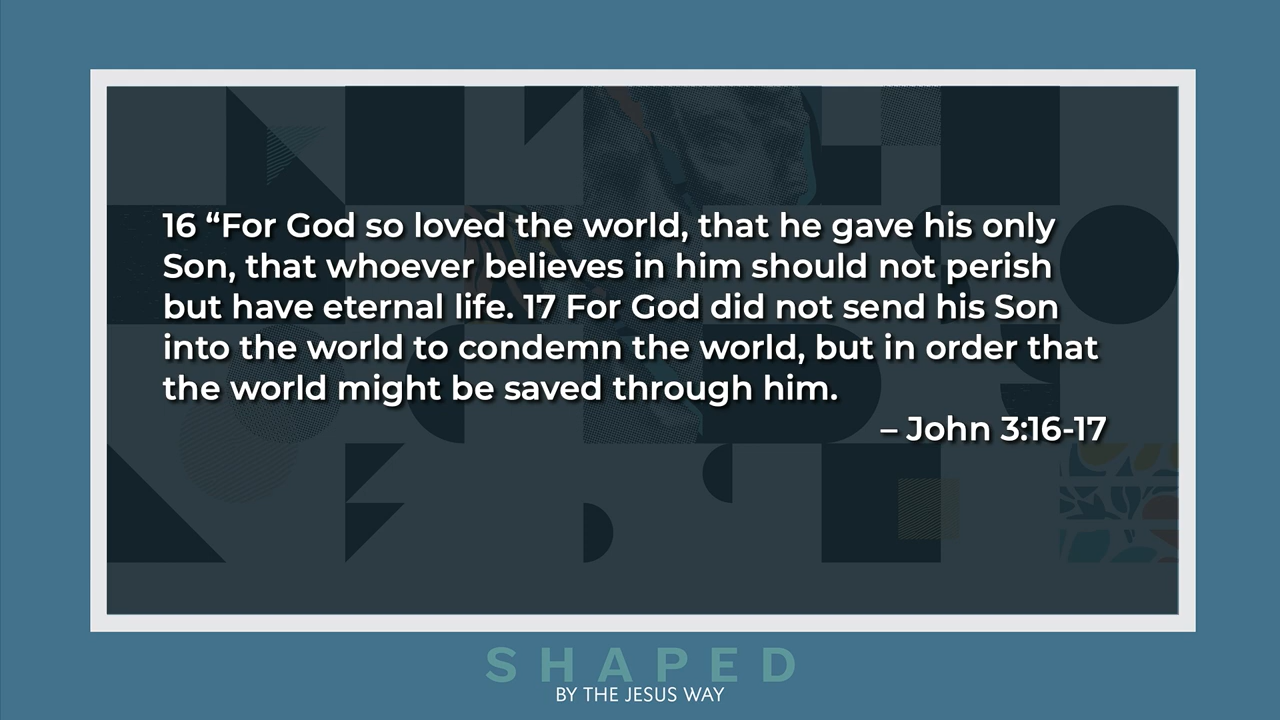 16 “For God so loved the world, that he gave his only
Son, that whoever believes in him should not perish
but have eternal life. 17 For God did not send his Son
into the world to condemn the world, but in order that
the world might be saved through him.
– John 3:16-17
SHAPED
BY THE JESUS WAY